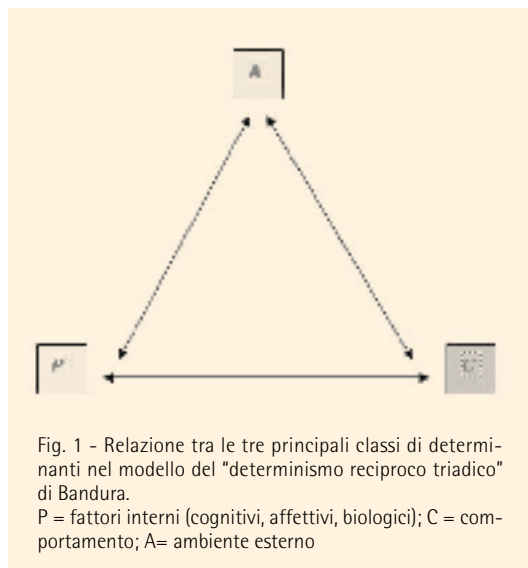 A
P C
Fig. 1 - Relazione tra le tre principali classi di determi-
nanti nel modello del "determinismo reciproco triadico"
di Bandura.
P = fattori interni (cognitivi, affettivi, biologici); C = com-
portamento; A= ambiente esterno